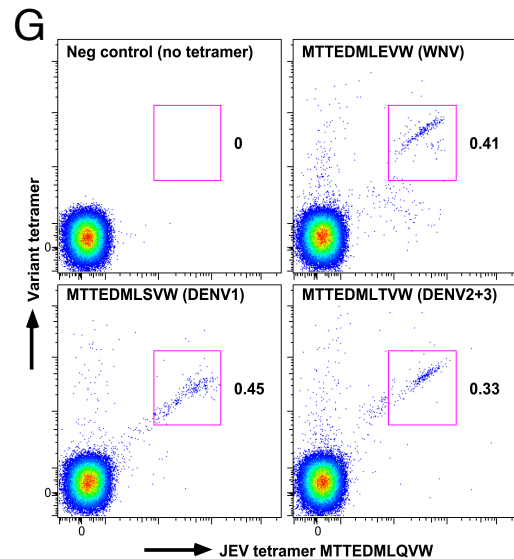 G
Neg control (no tetramer)
MTTEDMLEVW (WNV)
0
0.41
0
MTTEDMLSVW (DENV1)
MTTEDMLTVW (DENV2+3)
0.45
0.33
0
0
0
Variant tetramer
JEV tetramer MTTEDMLQVW